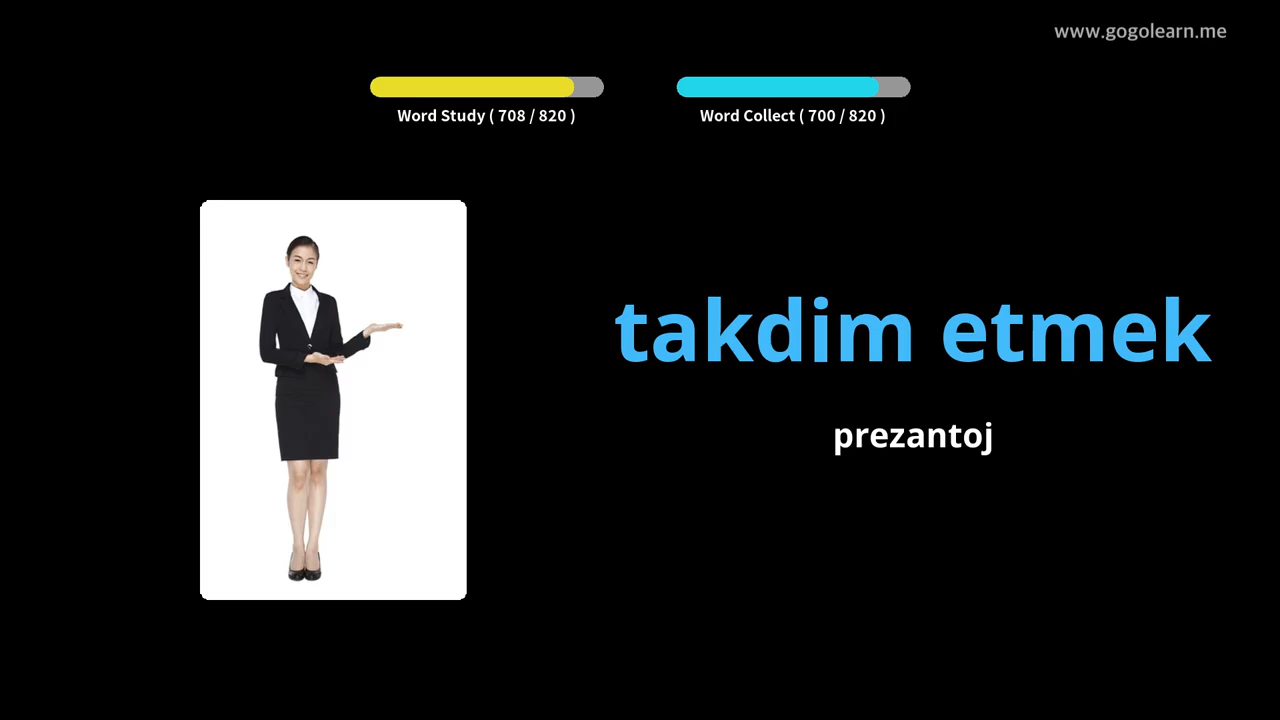 www.gogolearn.me
Word Study ( 708 / 820 )
Word Collect ( 700 / 820 )
takdim etmek
prezantoj